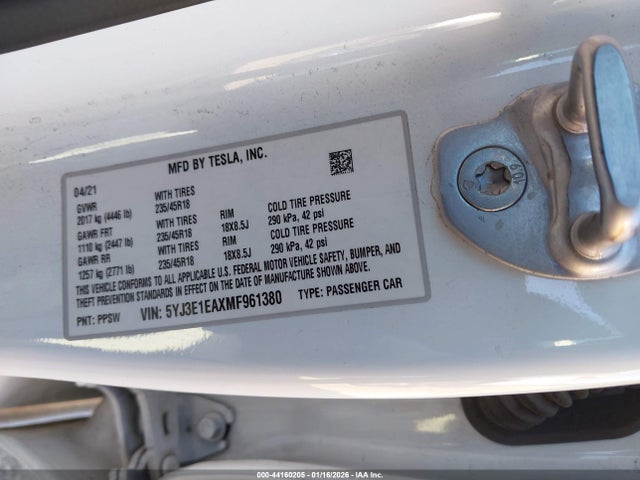 MFD BY TESLA, INC.
04/21
GVWR WITH TIRES
2017 kg (4446 lb) 235/45R18
GAWR FRT WITH TIRES RIM COLD TIRE PRESSURE
1110 kg (2447 lb) 235/45R18 18X8.5J 290 kPa, 42 psi
GAWR RR WITH TIRES RIM COLD TIRE PRESSURE
1257 kg (2771 lb) 235/45R18 18X8.5J 290 kPa, 42 psi
THIS VEHICLE CONFORMS TO ALL APPLICABLE U.S. FEDERAL MOTOR VEHICLE SAFETY, BUMPER, AND
THEFT PREVENTION STANDARDS IN EFFECT ON THE DATE OF MANUFACTURE SHOWN ABOVE.
PNT: PPSW VIN: 5YJ3E1EAXMF961380 TYPE: PASSENGER CAR
000-44160205 - 01/16/2026 - IAA Inc.